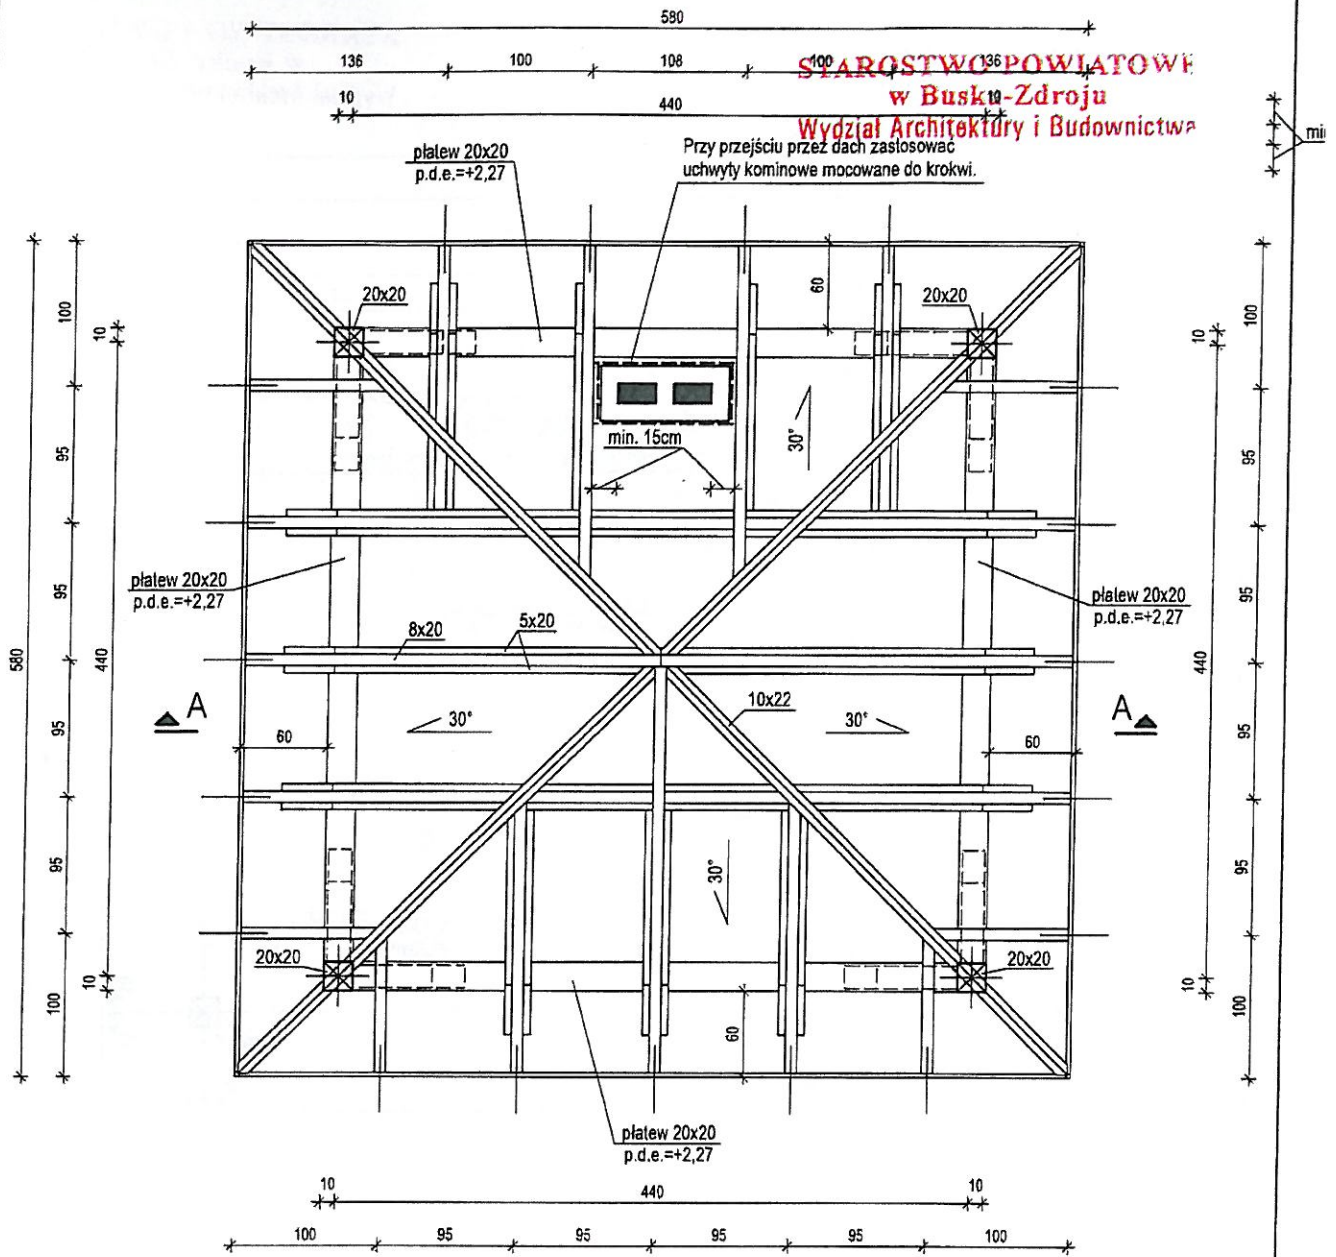 580
136 100 108 100 136
10 440 10
STAROSTWO POWIATOWE
w Busku-Zdroju
Wydział Architektury i Budownictwa
Przy przejściu przez dach zastosować
uchwyty kominowe mocowane do krokwi.
płatew 20x20
p.d.e.=+2,27
20x20
20x20
60
100
10
95
95
580
440
95
95
10
100
10
100
95
95
440
95
95
10
100
min. 15cm
30°
płatew 20x20
p.d.e.=+2,27
płatew 20x20
p.d.e.=+2,27
8x20
5x20
10x22
A
A
30°
30°
60
60
30°
20x20
20x20
60
płatew 20x20
p.d.e.=+2,27
10 440 10
100 95 95 95 95 100